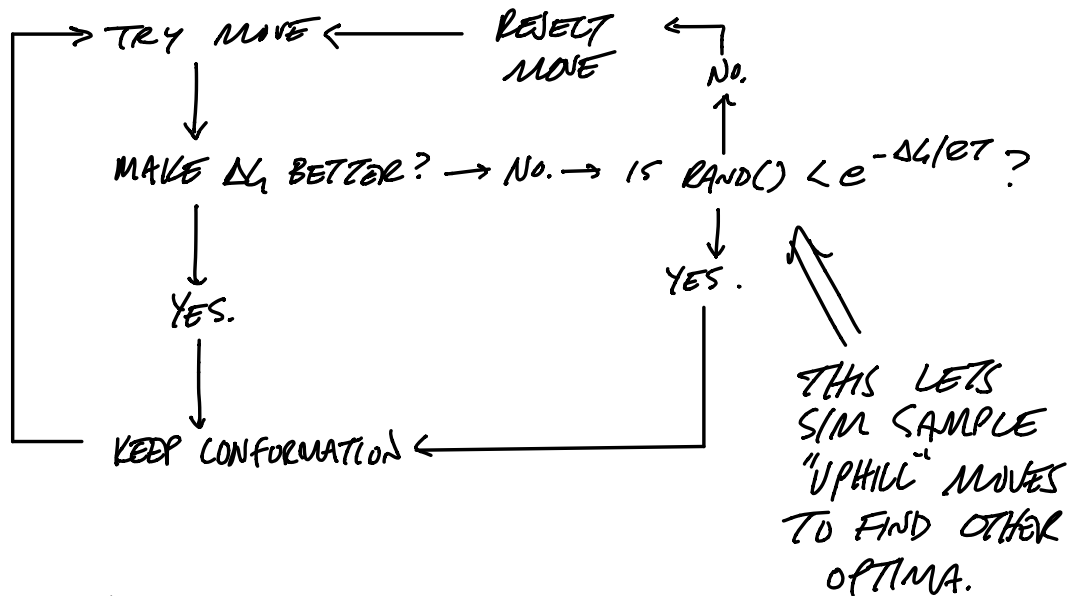 TRY MOVE
REJECT
MOVE
NO.
MAKE ΔG BETTER? → NO. → IS RAND() < e^-ΔG/RT ?
YES.
YES.
KEEP CONFORMATION
THIS LETS
SIM SAMPLE
"UPHILL" MOVES
TO FIND OTHER
OPTIMA.